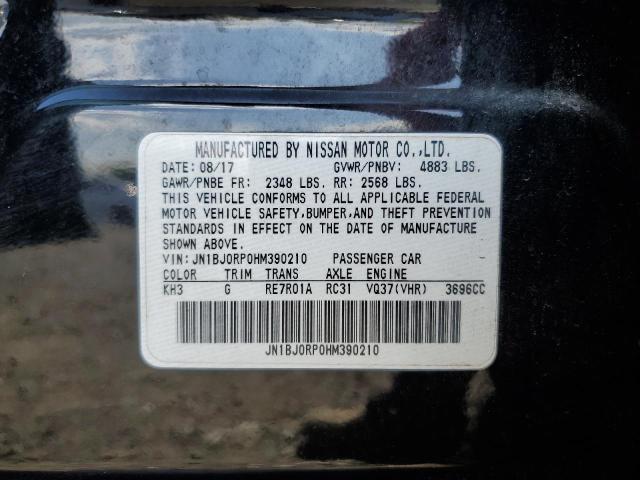 MANUFACTURED BY NISSAN MOTOR CO.,LTD.
DATE: 08/17 GVWR/PNBV: 4883 LBS.
GAWR/PNBE FR: 2348 LBS. RR: 2568 LBS.
THIS VEHICLE CONFORMS TO ALL APPLICABLE FEDERAL
MOTOR VEHICLE SAFETY,BUMPER,AND THEFT PREVENTION
STANDARDS IN EFFECT ON THE DATE OF MANUFACTURE
SHOWN ABOVE.
VIN: JN1BJ0RP0HM390210 PASSENGER CAR
COLOR TRIM TRANS AXLE ENGINE
KH3 G RE7R01A RC31 VQ37(VHR) 3696CC
JN1BJ0RP0HM390210